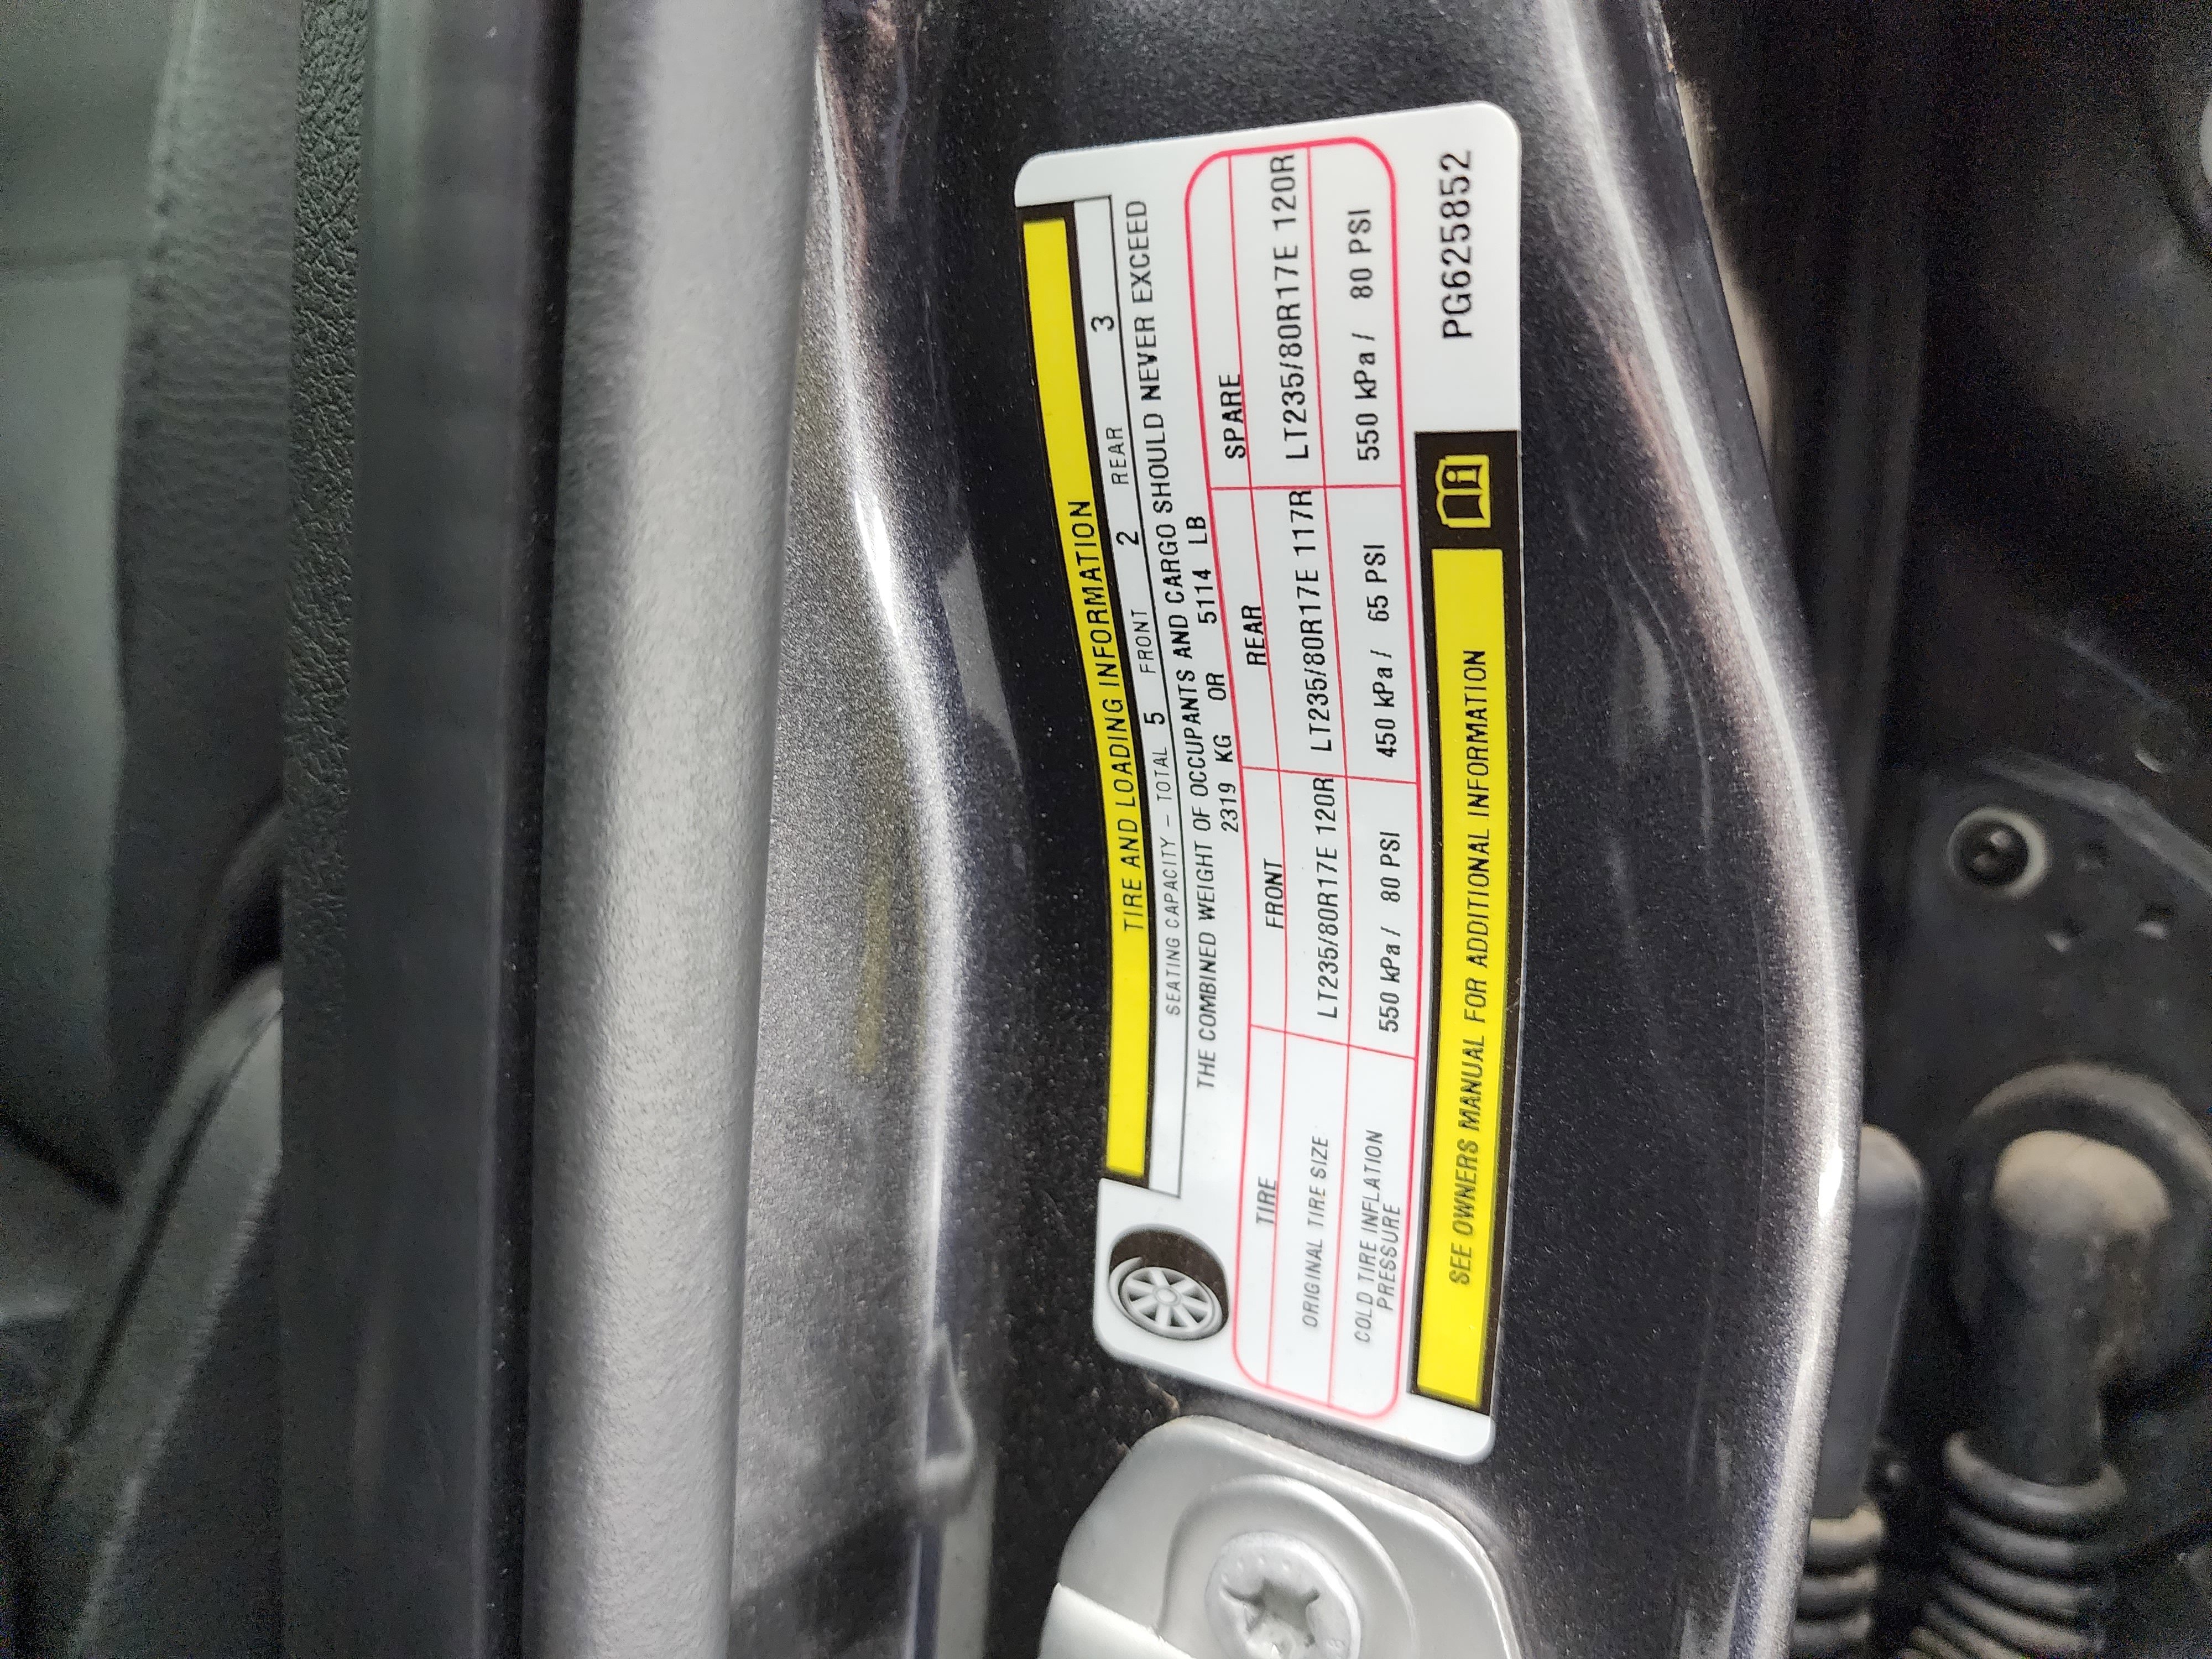 TIRE AND LOADING INFORMATION
SEATING CAPACITY – TOTAL 5 FRONT 2 REAR 3
THE COMBINED WEIGHT OF OCCUPANTS AND CARGO SHOULD NEVER EXCEED
2319 KG OR 5114 LB
TIRE FRONT REAR SPARE
ORIGINAL TIRE SIZE LT235/80R17E 120R LT235/80R17E 117R LT235/80R17E 120R
COLD TIRE INFLATION PRESSURE 550 kPa / 80 PSI 450 kPa / 65 PSI 550 kPa / 80 PSI
SEE OWNERS MANUAL FOR ADDITIONAL INFORMATION
PG625852